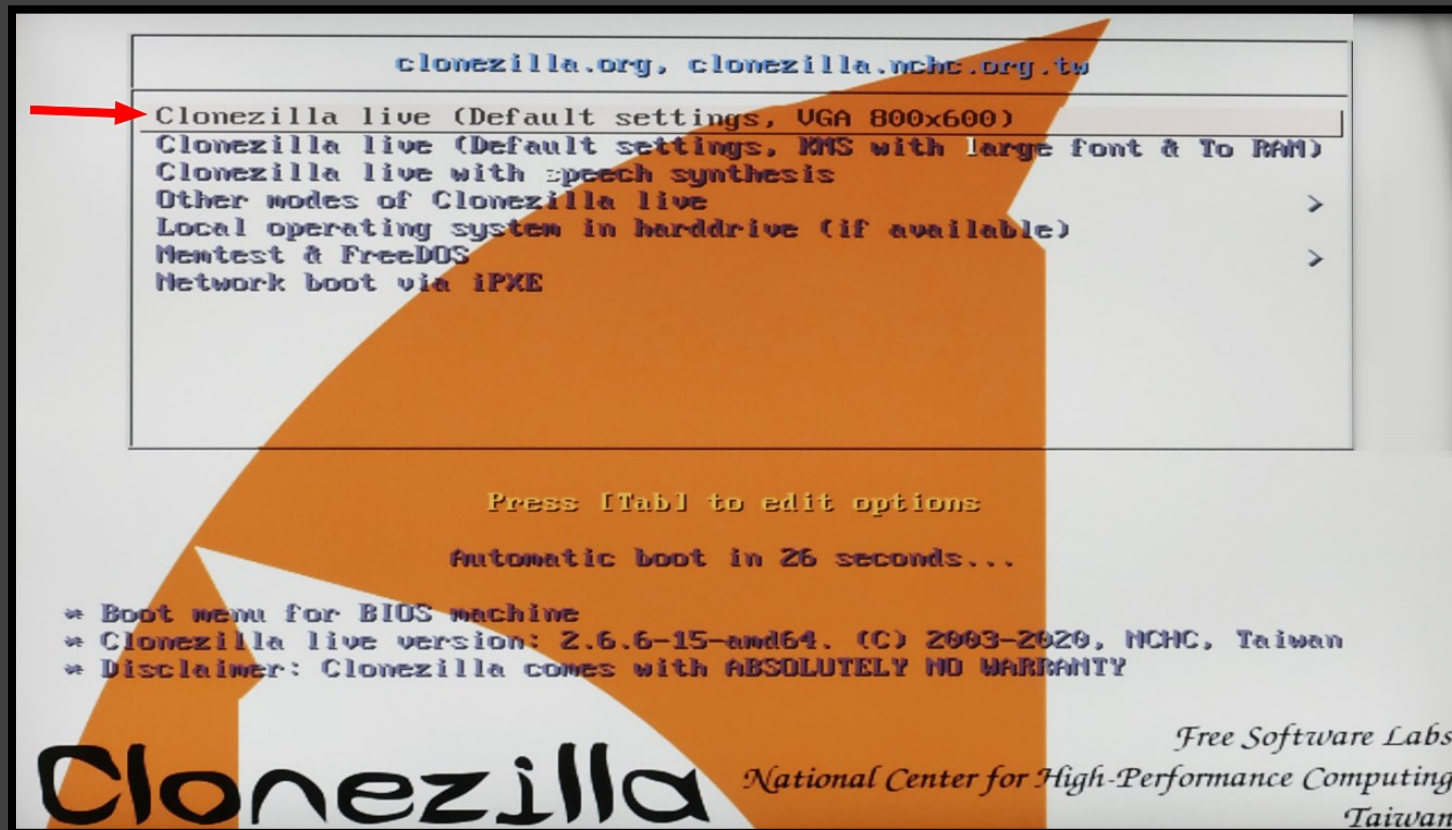 clonezilla.org, clonezilla.nchc.org.tw
Clonezilla live (Default settings, VGA 800x600)
Clonezilla live (Default settings, KMS with large font & To RAM)
Clonezilla live with speech synthesis
Other modes of Clonezilla live >
Local operating system in harddrive (if available)
Memtest & FreeDOS >
Network boot via iPXE
Press [Tab] to edit options
Automatic boot in 26 seconds...
* Boot menu for BIOS machine
* Clonezilla live version: 2.6.6-15-amd64. (C) 2003-2020, NCHC, Taiwan
* Disclaimer: Clonezilla comes with ABSOLUTELY NO WARRANTY
Free Software Labs
Clonezilla National Center for High-Performance Computing
Taiwan